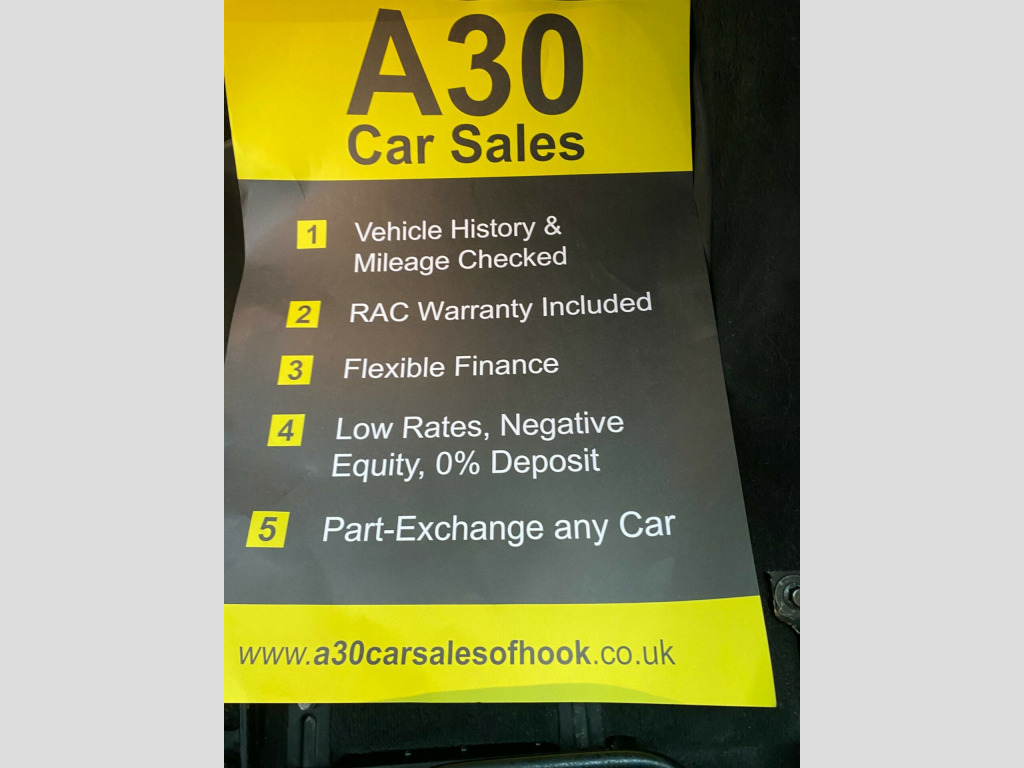 A30
Car Sales
1 Vehicle History &
Mileage Checked
2 RAC Warranty Included
3 Flexible Finance
4 Low Rates, Negative
Equity, 0% Deposit
5 Part-Exchange any Car
www.a30carsalesofhook.co.uk